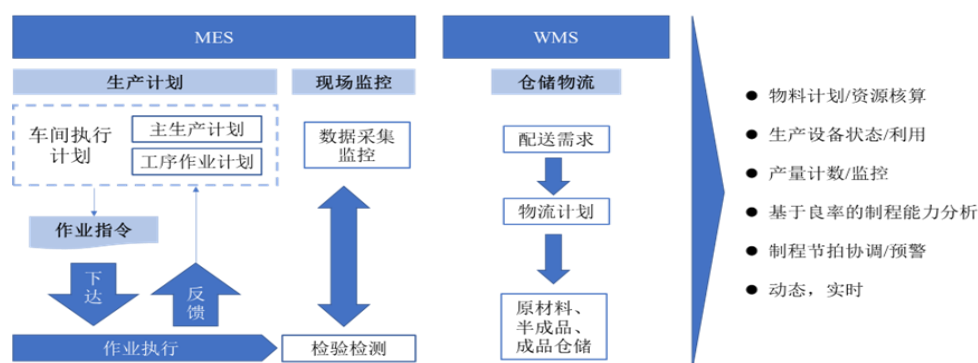 MES
WMS
生产计划
现场监控
仓储物流
车间执行
计划
主生产计划
工序作业计划
数据采集
监控
配送需求
物流计划
作业指令
下
达
反
馈
原材料、
半成品、
成品仓储
作业执行
检验检测
● 物料计划/资源核算
● 生产设备状态/利用
● 产量计数/监控
● 基于良率的制程能力分析
● 制程节拍协调/预警
● 动态，实时